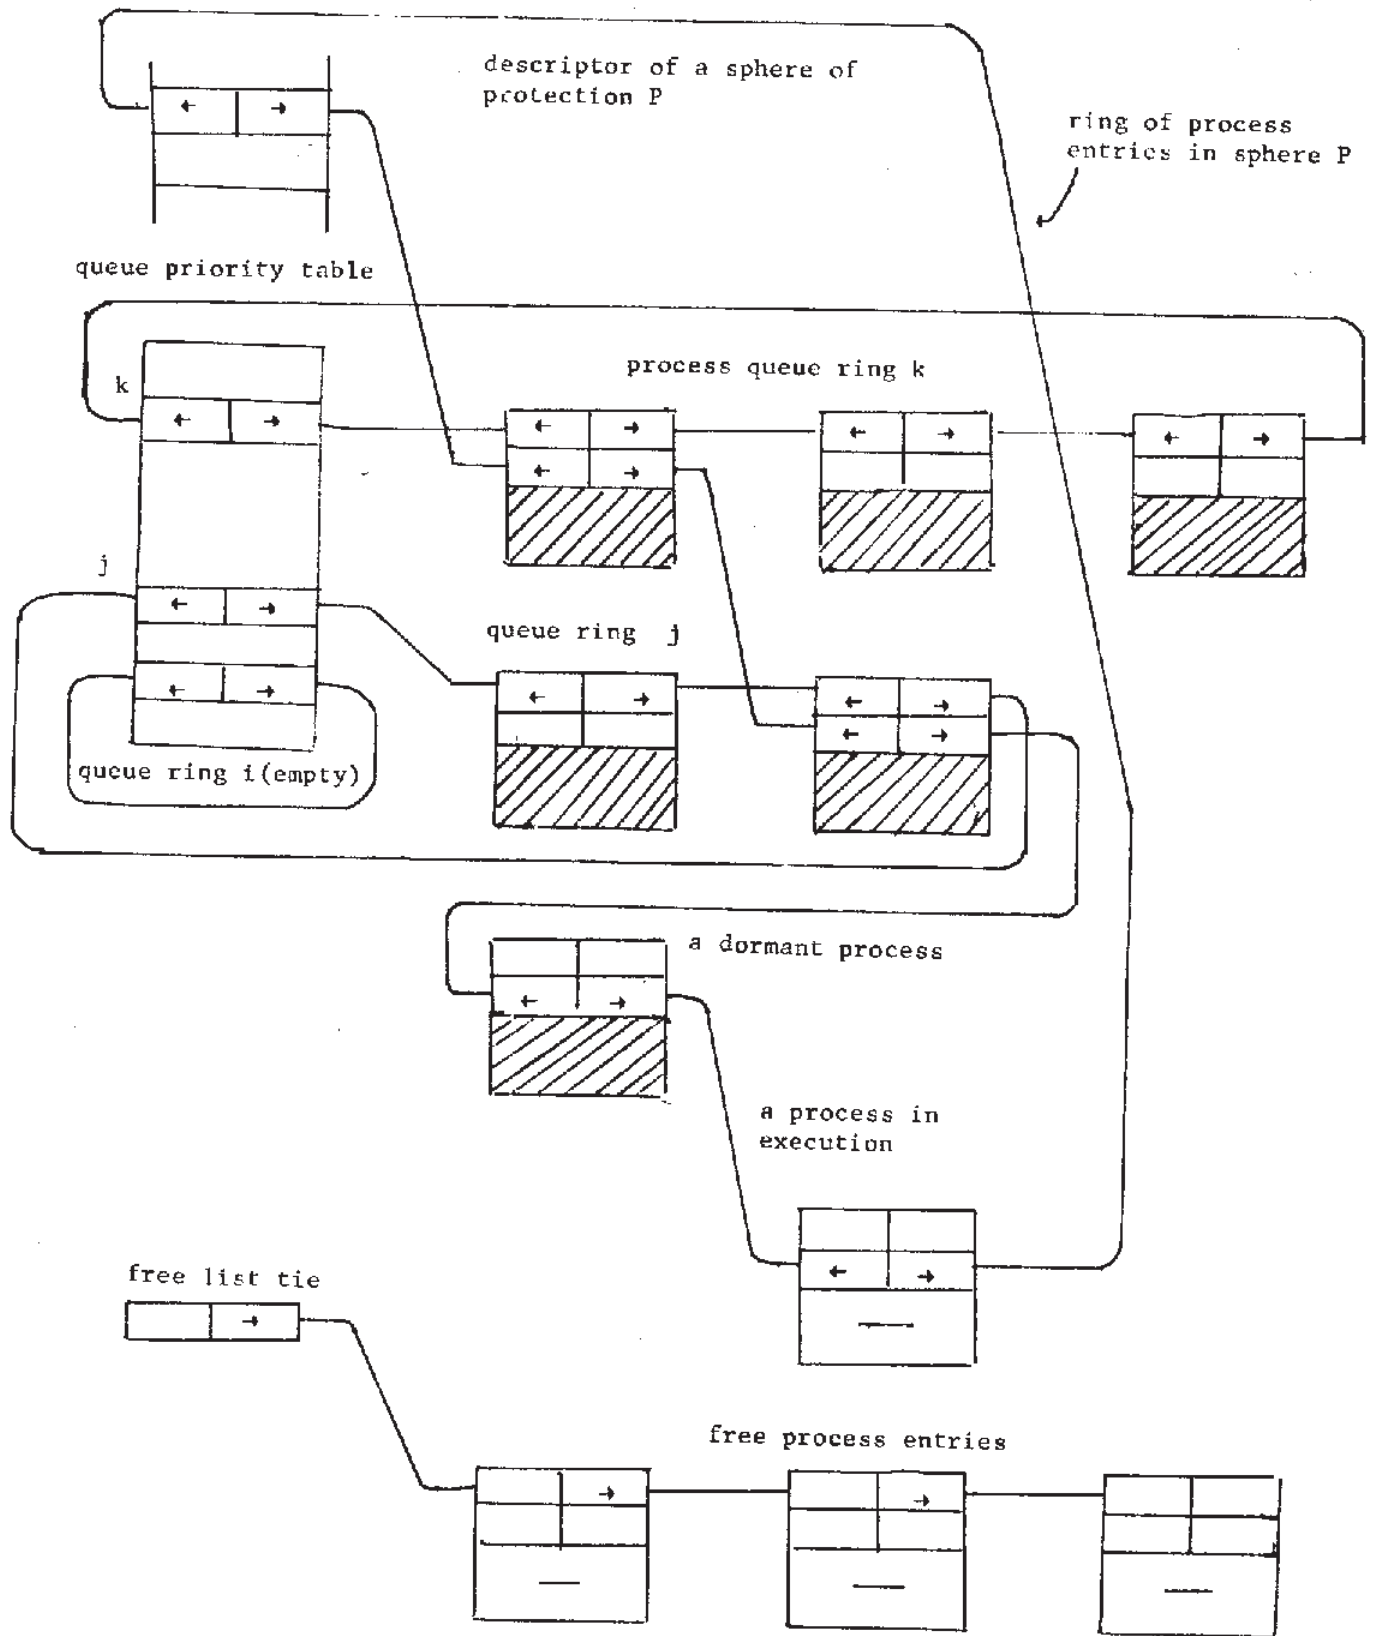 descriptor of a sphere of
protection P
ring of process
entries in sphere P
queue priority table
k
process queue ring k
j
queue ring j
queue ring i(empty)
a dormant process
a process in
execution
free list tie
free process entries